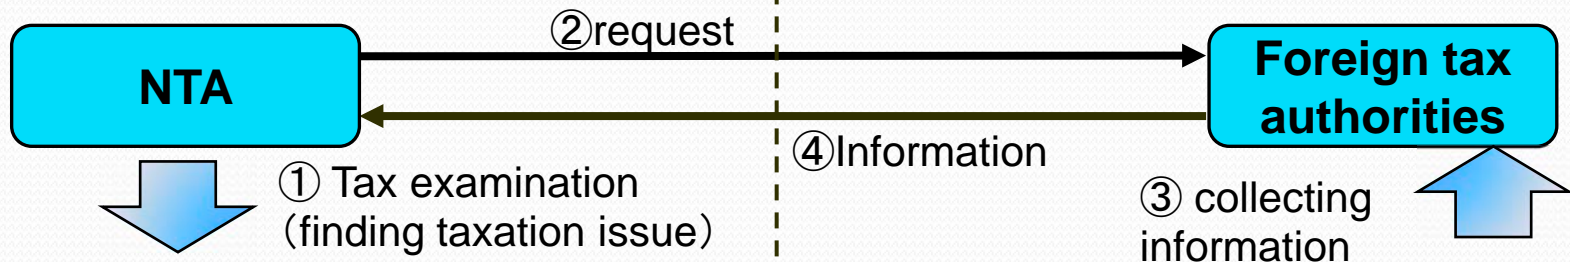 ②request
NTA
Foreign tax
authorities
④Information
① Tax examination
（finding taxation issue）
③ collecting
information